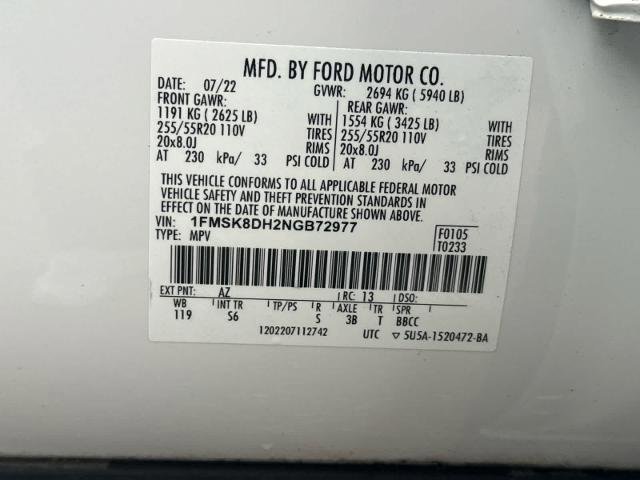 MFD. BY FORD MOTOR CO.
DATE: 07/22 GVWR: 2694 KG ( 5940 LB)
FRONT GAWR: REAR GAWR:
1191 KG ( 2625 LB) WITH 1554 KG ( 3425 LB) WITH
255/55R20 110V TIRES 255/55R20 110V TIRES
20x8.0J RIMS 20x8.0J RIMS
AT 230 kPa/ 33 PSI COLD AT 230 kPa/ 33 PSI COLD
THIS VEHICLE CONFORMS TO ALL APPLICABLE FEDERAL MOTOR
VEHICLE SAFETY AND THEFT PREVENTION STANDARDS IN
EFFECT ON THE DATE OF MANUFACTURE SHOWN ABOVE.
VIN: 1FMSK8DH2NGB72977 F0105
TYPE: MPV T0233
EXT PNT: AZ RC: 13 DSO:
WB INT TR TP/PS R AXLE TR SPR
119 S6 S 3B T BBCC
1202207112742 UTC ▽ 5U5A-1520472-BA